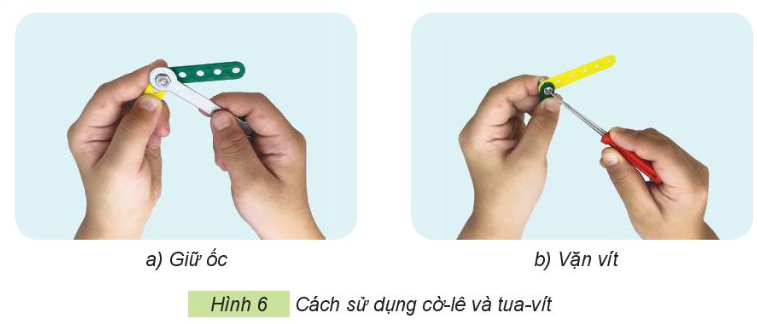 a) Giữ ốc
b) Vặn vít
Hình 6 Cách sử dụng cờ-lê và tua-vít